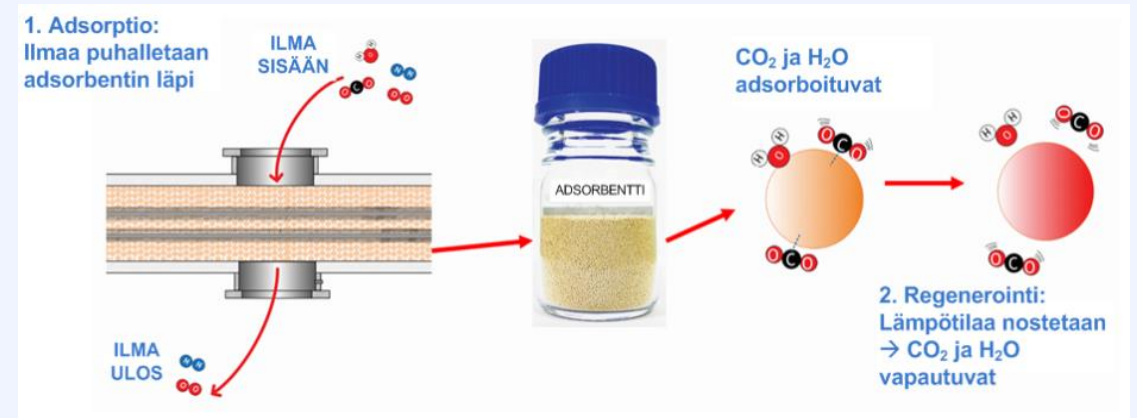 1. Adsorptio:
Ilmaa puhalletaan
adsorbentin läpi
ILMA
SISÄÄN
H
H
O
O C O
N N
O O
ILMA
ULOS
N N
O O
ADSORBENTTI
CO₂ ja H₂O
adsorboituvat
H
H O
O C O
O C O
H
H O
O C O
O C O
2. Regenerointi:
Lämpötilaa nostetaan
→ CO₂ ja H₂O
vapautuvat